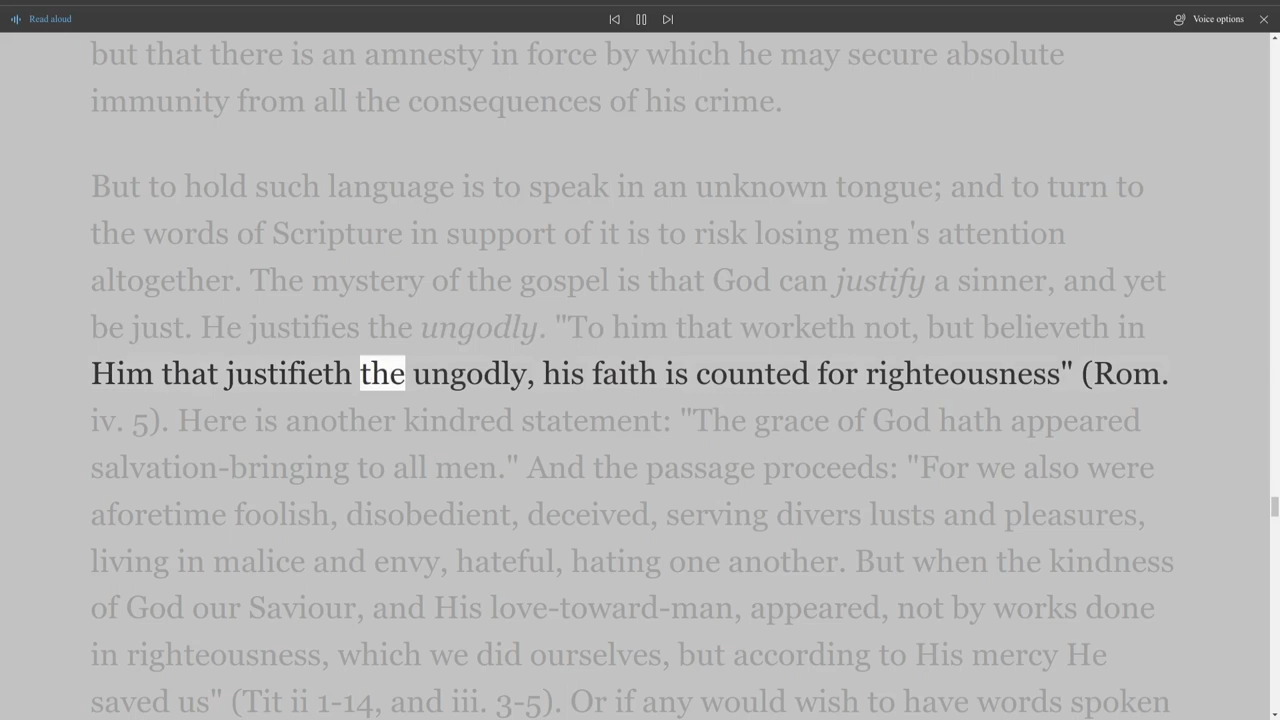 Read aloud
Voice options
but that there is an amnesty in force by which he may secure absolute
immunity from all the consequences of his crime.
But to hold such language is to speak in an unknown tongue; and to turn to
the words of Scripture in support of it is to risk losing men's attention
altogether. The mystery of the gospel is that God can justify a sinner, and yet
be just. He justifies the ungodly. "To him that worketh not, but believeth in
Him that justifieth the ungodly, his faith is counted for righteousness" (Rom.
iv. 5). Here is another kindred statement: "The grace of God hath appeared
salvation-bringing to all men." And the passage proceeds: "For we also were
aforetime foolish, disobedient, deceived, serving divers lusts and pleasures,
living in malice and envy, hateful, hating one another. But when the kindness
of God our Saviour, and His love-toward-man, appeared, not by works done
in righteousness, which we did ourselves, but according to His mercy He
saved us" (Tit ii 1-14, and iii. 3-5). Or if any would wish to have words spoken